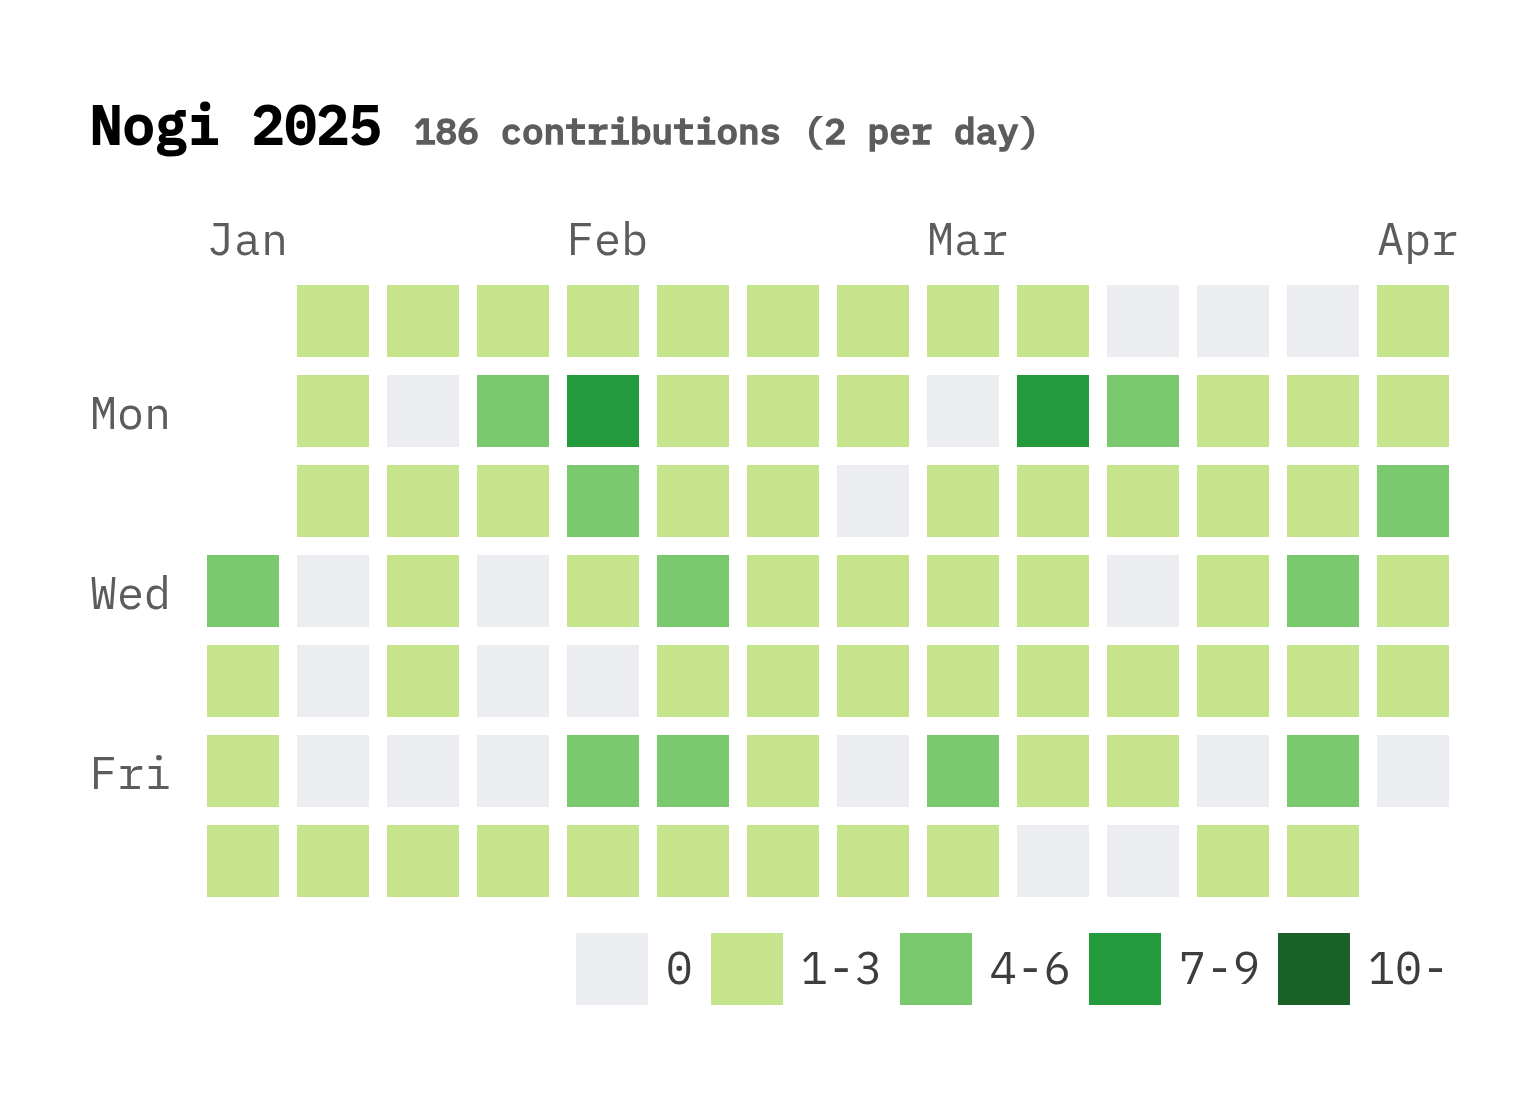 Nogi 2025 186 contributions (2 per day)
Jan Feb Mar Apr
Mon
Wed
Fri
0 1-3 4-6 7-9 10-